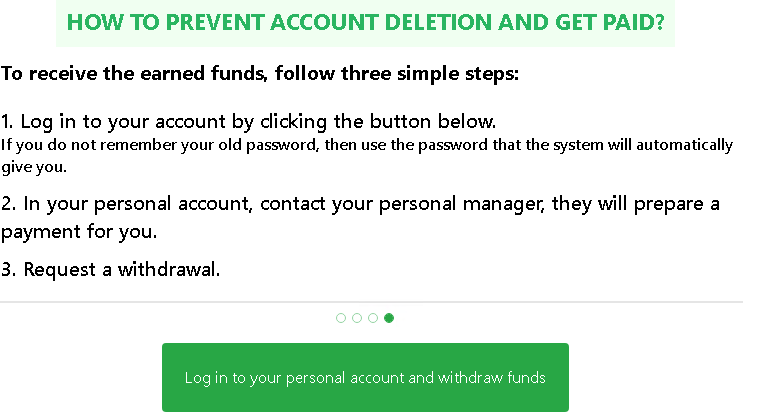 HOW TO PREVENT ACCOUNT DELETION AND GET PAID?
To receive the earned funds, follow three simple steps:
1. Log in to your account by clicking the button below.
If you do not remember your old password, then use the password that the system will automatically
give you.
2. In your personal account, contact your personal manager, they will prepare a
payment for you.
3. Request a withdrawal.
Log in to your personal account and withdraw funds